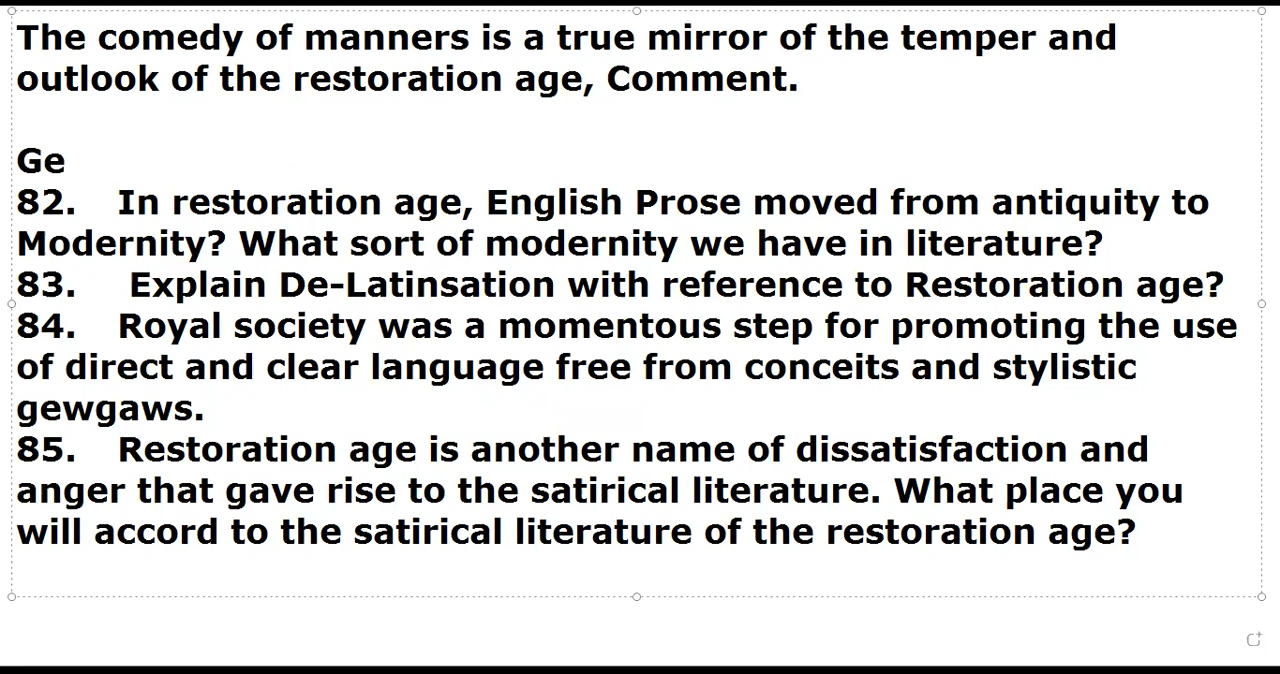 The comedy of manners is a true mirror of the temper and
outlook of the restoration age, Comment.
Ge
82. In restoration age, English Prose moved from antiquity to
Modernity? What sort of modernity we have in literature?
83. Explain De-Latinsation with reference to Restoration age?
84. Royal society was a momentous step for promoting the use
of direct and clear language free from conceits and stylistic
gewgaws.
85. Restoration age is another name of dissatisfaction and
anger that gave rise to the satirical literature. What place you
will accord to the satirical literature of the restoration age?